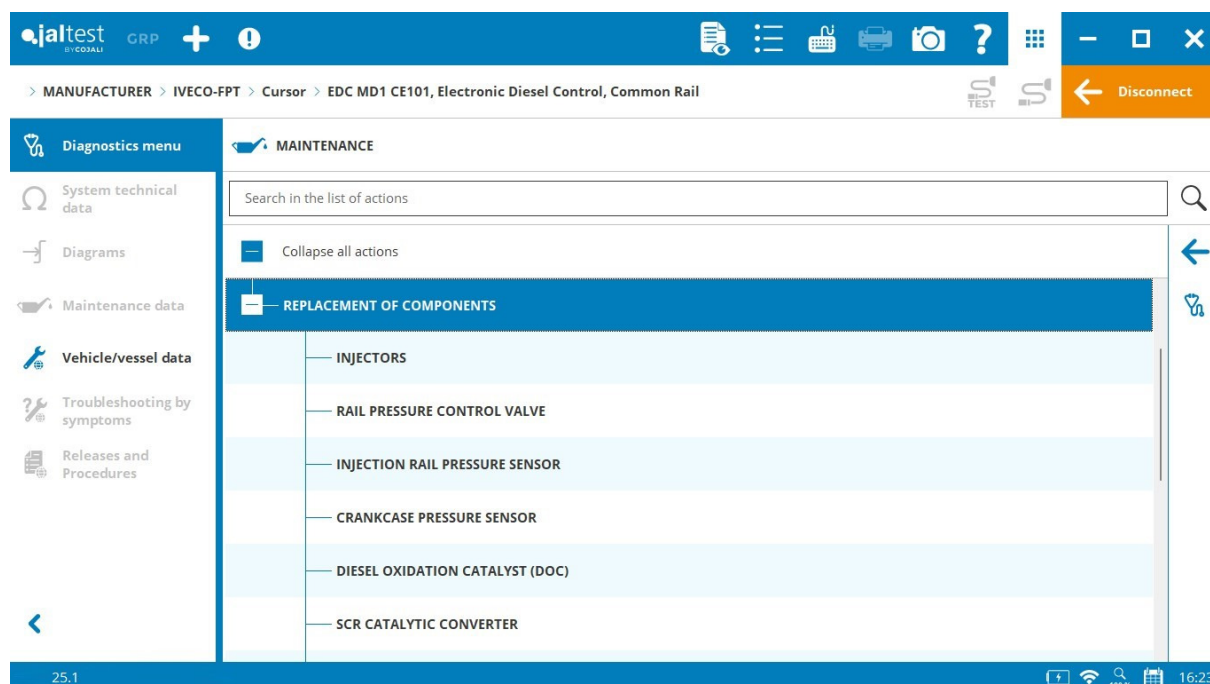 jaltest
BY COJALI
GRP
> MANUFACTURER > IVECO-FPT > Cursor > EDC MD1 CE101, Electronic Diesel Control, Common Rail
TEST
Disconnect
Diagnostics menu
MAINTENANCE
System technical
data
Search in the list of actions
Diagrams
Collapse all actions
Maintenance data
REPLACEMENT OF COMPONENTS
Vehicle/vessel data
INJECTORS
Troubleshooting by
symptoms
RAIL PRESSURE CONTROL VALVE
Releases and
Procedures
INJECTION RAIL PRESSURE SENSOR
CRANKCASE PRESSURE SENSOR
DIESEL OXIDATION CATALYST (DOC)
SCR CATALYTIC CONVERTER
25.1
16:23